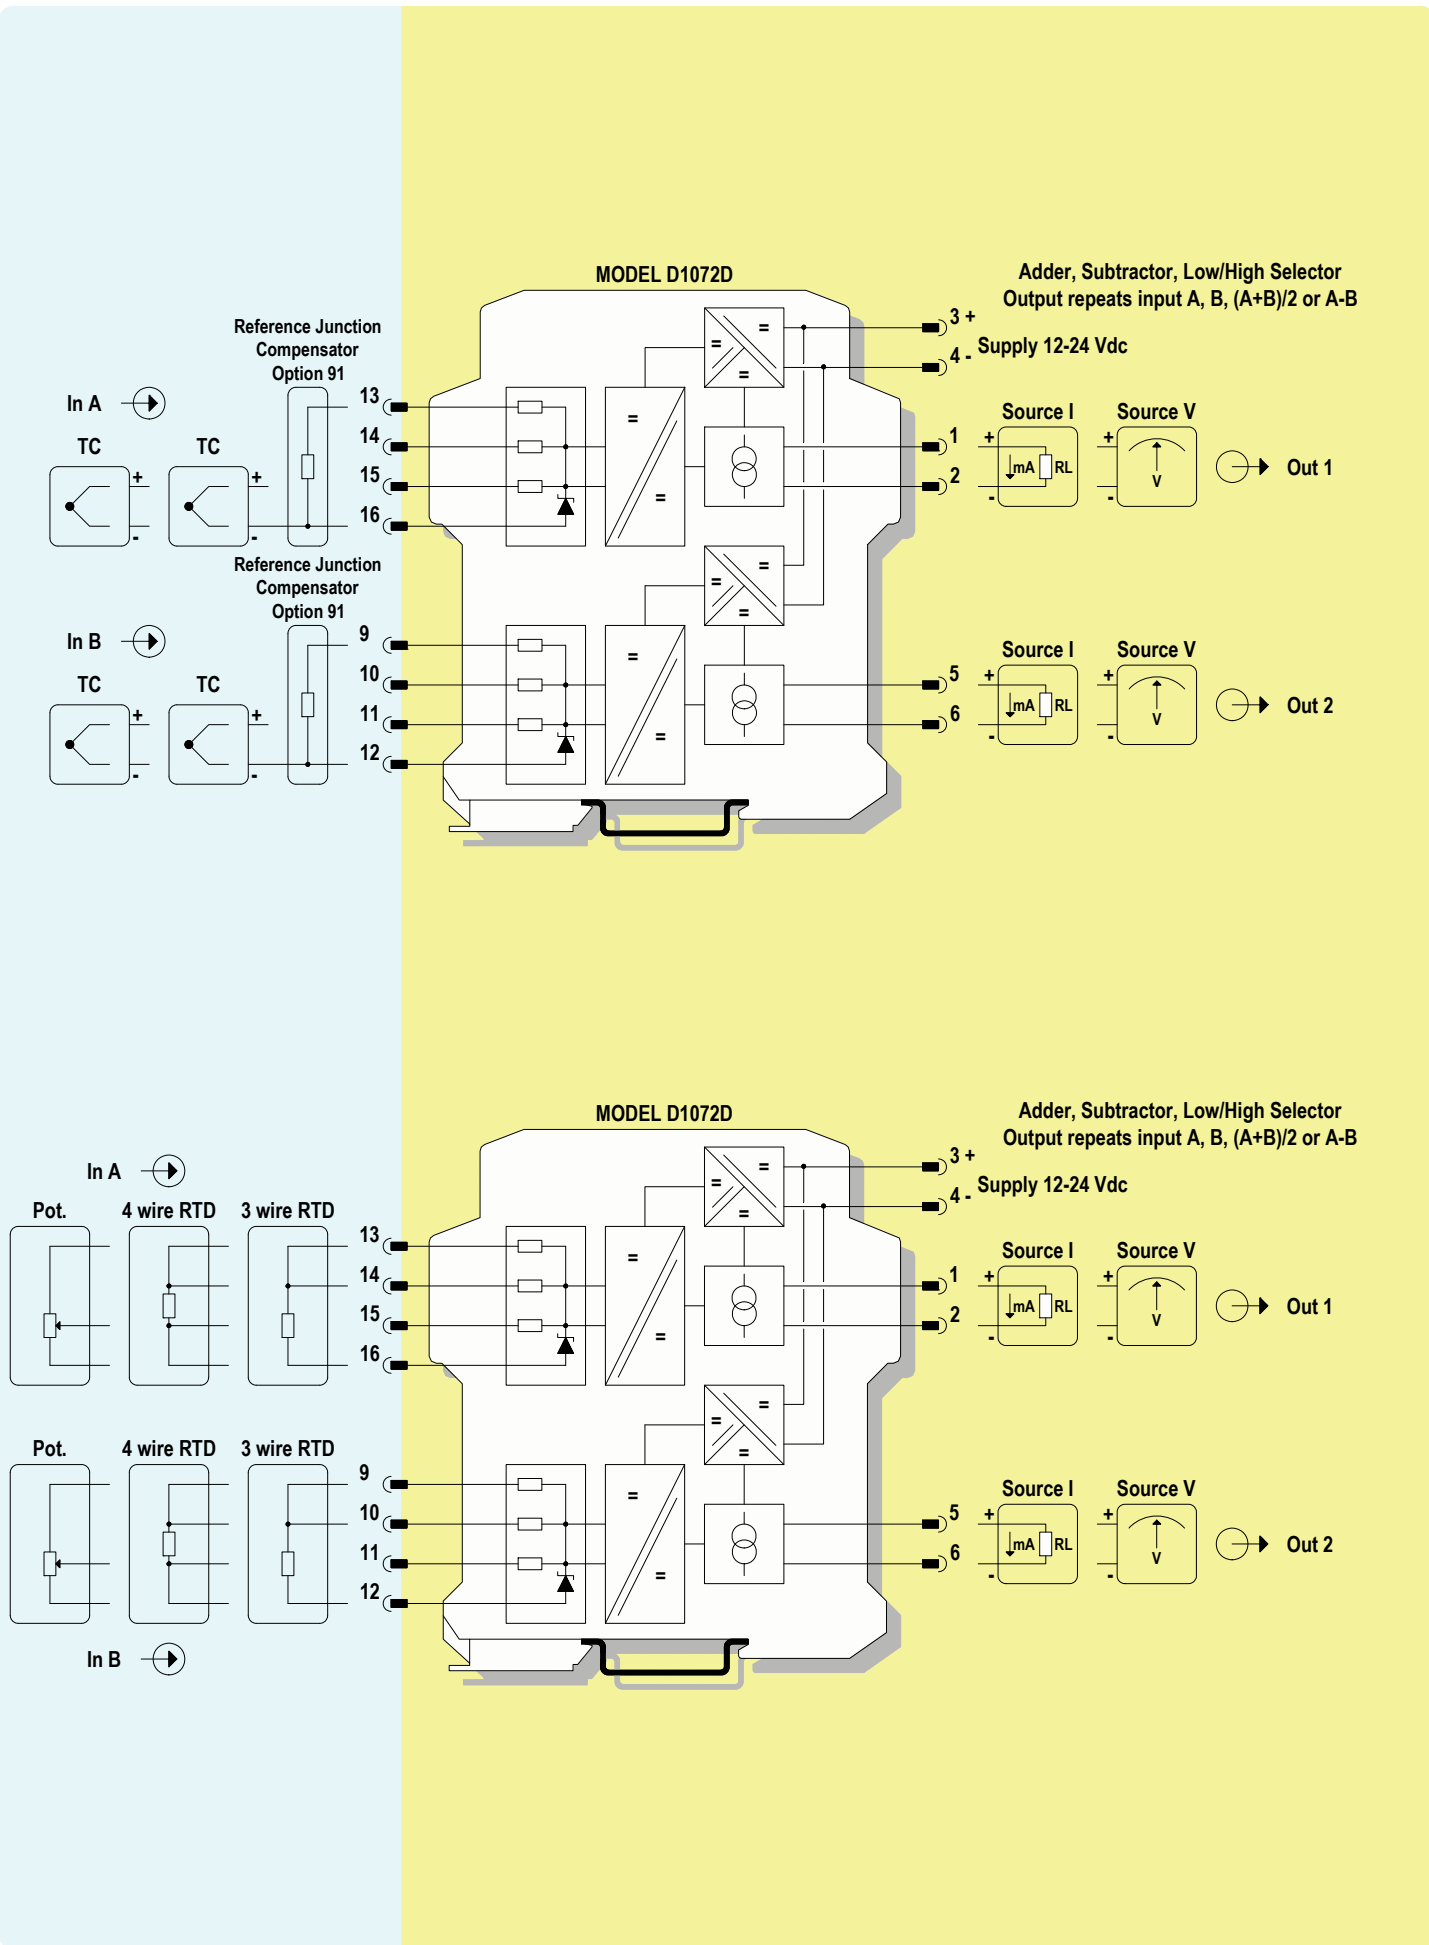 MODEL D1072D
Adder, Subtractor, Low/High Selector
Output repeats input A, B, (A+B)/2 or A-B
3 +
4 -
Supply 12-24 Vdc
Reference Junction
Compensator
Option 91
In A
TC
TC
+
-
+
-
13
14
15
16
=
=
=
=
=
1
2
Source I
Source V
+
-
mA
RL
+
-
V
Out 1
Reference Junction
Compensator
Option 91
In B
TC
TC
+
-
+
-
9
10
11
12
=
=
=
=
=
5
6
Source I
Source V
+
-
mA
RL
+
-
V
Out 2
MODEL D1072D
Adder, Subtractor, Low/High Selector
Output repeats input A, B, (A+B)/2 or A-B
3 +
4 -
Supply 12-24 Vdc
In A
Pot.
4 wire RTD
3 wire RTD
13
14
15
16
=
=
=
=
=
1
2
Source I
Source V
+
-
mA
RL
+
-
V
Out 1
Pot.
4 wire RTD
3 wire RTD
9
10
11
12
=
=
=
=
=
5
6
Source I
Source V
+
-
mA
RL
+
-
V
Out 2
In B